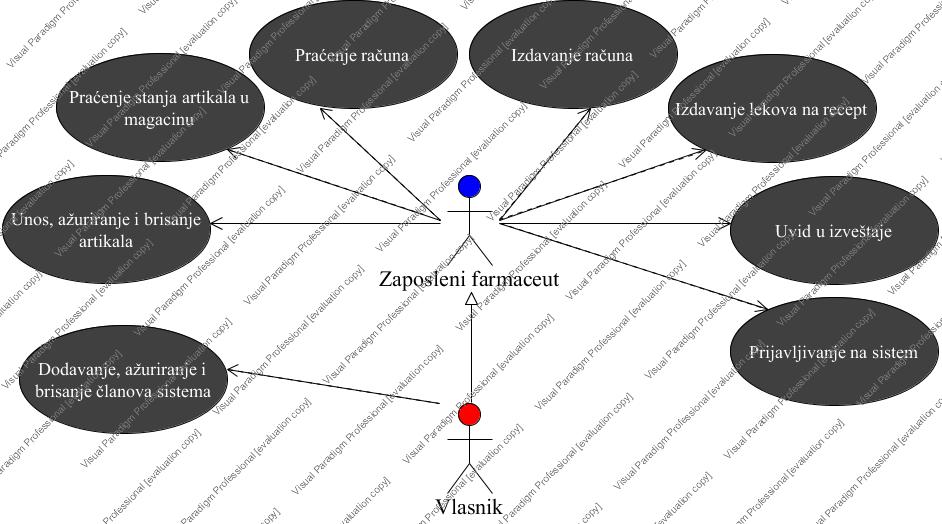 Praćenje računa
Izdavanje računa
Praćenje stanja artikala u
magacinu
Izdavanje lekova na recept
Unos, ažuriranje i brisanje
artikala
Uvid u izveštaje
Zaposleni farmaceut
Prijavljivanje na sistem
Dodavanje, ažuriranje i
brisanje članova sistema
Vlasnik
Visual Paradigm Professional [evaluation copy]